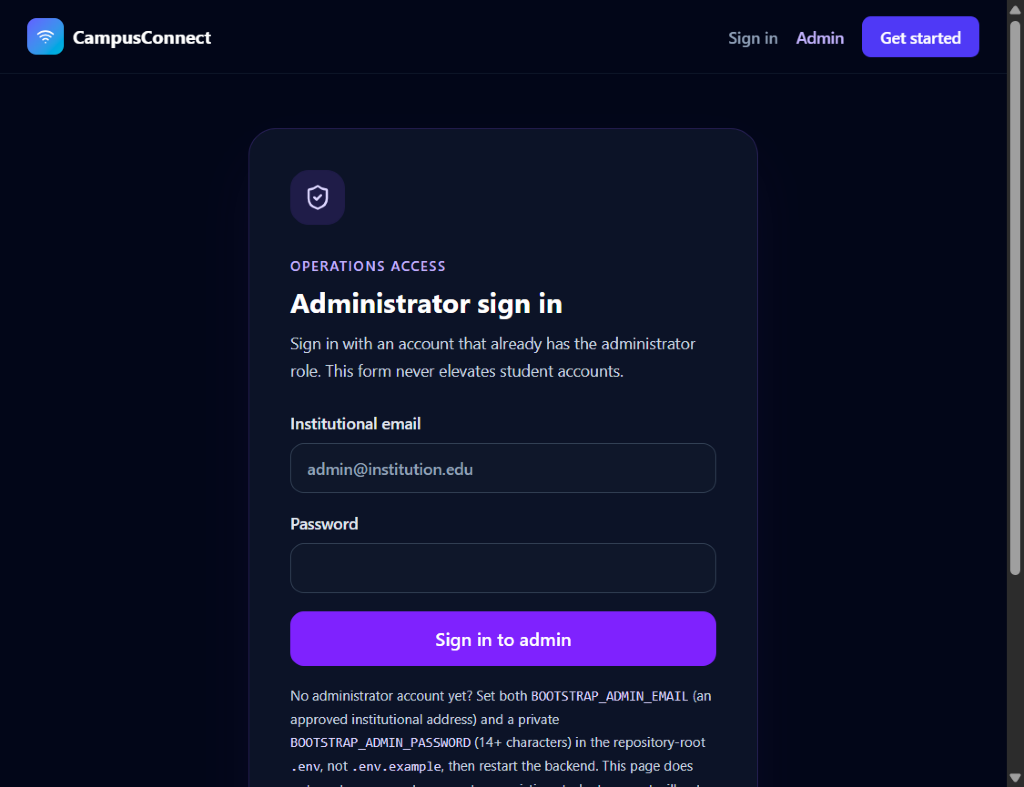 CampusConnect
Sign in
Admin
Get started
OPERATIONS ACCESS
Administrator sign in
Sign in with an account that already has the administrator
role. This form never elevates student accounts.
Institutional email
admin@institution.edu
Password
Sign in to admin
No administrator account yet? Set both BOOTSTRAP_ADMIN_EMAIL (an
approved institutional address) and a private
BOOTSTRAP_ADMIN_PASSWORD (14+ characters) in the repository-root
.env, not .env.example, then restart the backend. This page does